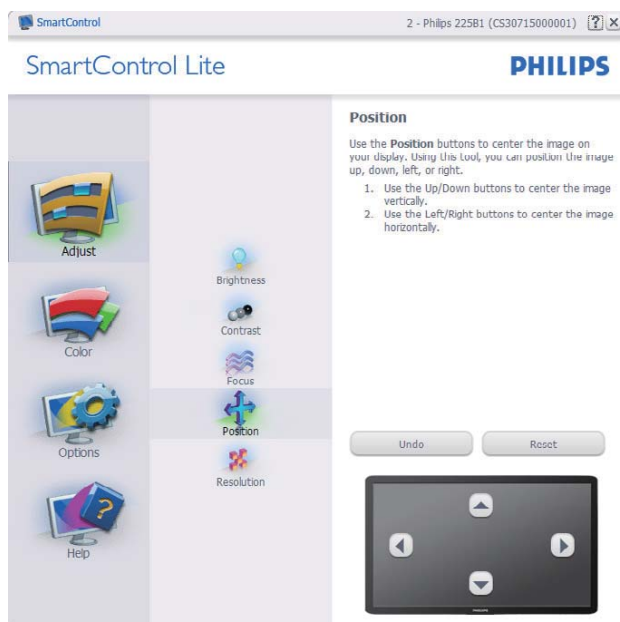 SmartControl
2 - Philips 225B1 (CS30715000001)
?
X
SmartControl Lite
PHILIPS
Adjust
Color
Options
Help
Brightness
Contrast
Focus
Position
Resolution
Position
Use the Position buttons to center the image on
your display. Using this tool, you can position the image
up, down, left, or right.
1. Use the Up/Down buttons to center the image
vertically.
2. Use the Left/Right buttons to center the image
horizontally.
Undo
Reset
PHILIPS